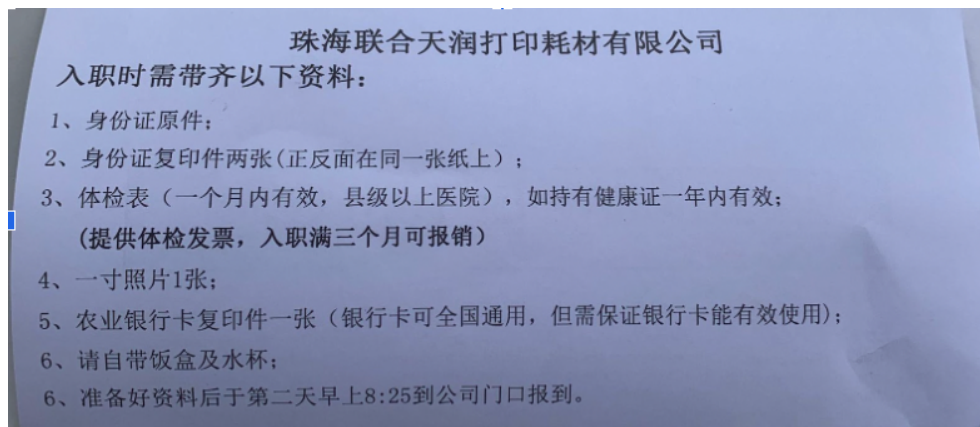 珠海联合天润打印耗材有限公司
入职时需带齐以下资料：
1、身份证原件；
2、身份证复印件两张(正反面在同一张纸上）；
3、体检表（一个月内有效，县级以上医院），如持有健康证一年内有效；
(提供体检发票，入职满三个月可报销）
4、一寸照片1张；
5、农业银行卡复印件一张（银行卡可全国通用，但需保证银行卡能有效使用)；
6、请自带饭盒及水杯；
6、准备好资料后于第二天早上8:25到公司门口报到。